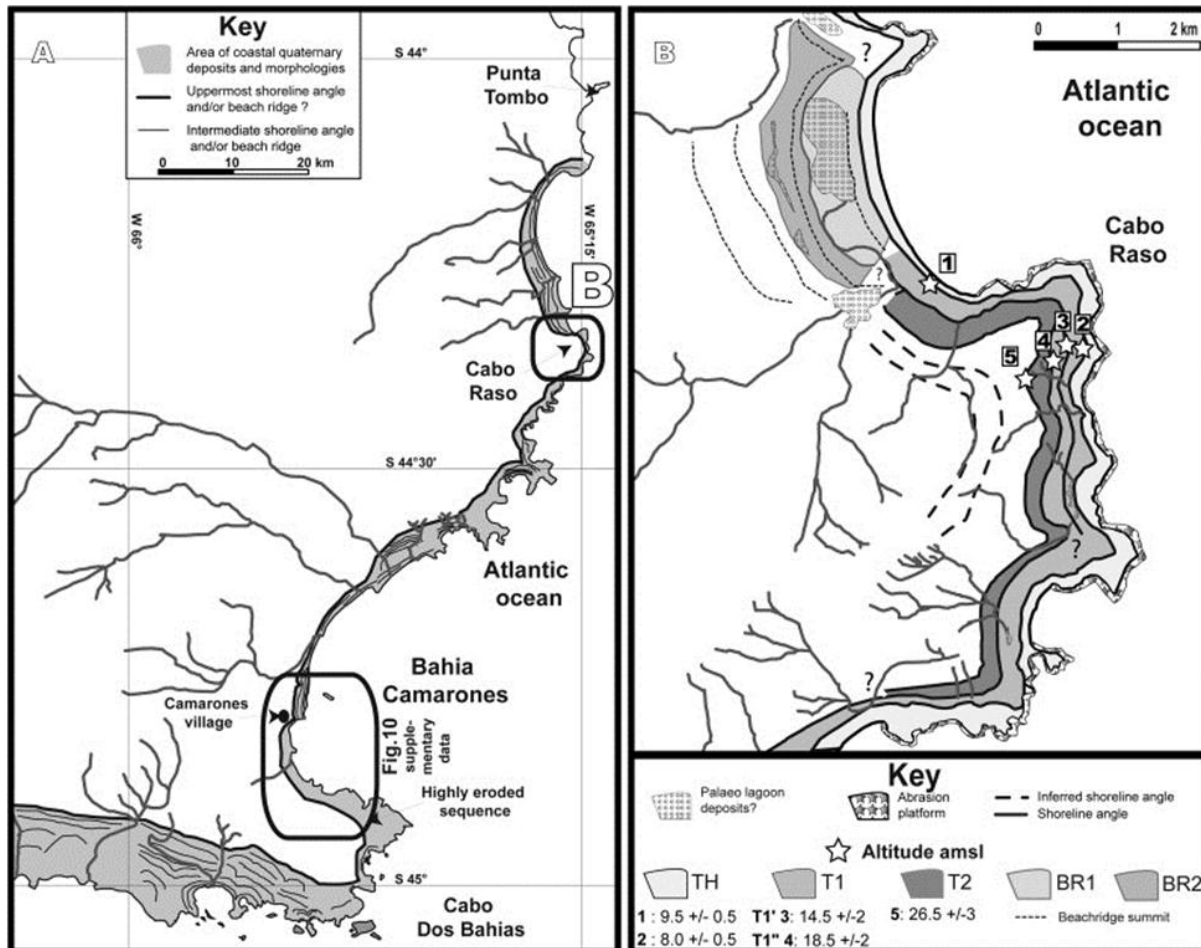 A
Key
Area of coastal quaternary
deposits and morphologies
Uppermost shoreline angle
and/or beach ridge ?
Intermediate shoreline angle
and/or beach ridge
0 10 20 km
S 44°
Punta
Tombo
W 66°
W 65°15'
B
Cabo
Raso
S 44°30'
Atlantic
ocean
Bahia
Camarones
Camarones
village
Fig.10
supple-
mentary
data
Highly eroded
sequence
S 45°
Cabo
Dos Bahias
B
0 1 2 km
?
Atlantic
ocean
Cabo
Raso
1
?
3
2
4
5
?
?
Key
Palaeo lagoon
deposits?
Abrasion
platform
Inferred shoreline angle
Shoreline angle
Altitude amsl
TH T1 T2 BR1 BR2
1 : 9.5 +/- 0.5 T1' 3: 14.5 +/-2 5: 26.5 +/-3 Beachridge summit
2 : 8.0 +/- 0.5 T1" 4: 18.5 +/-2